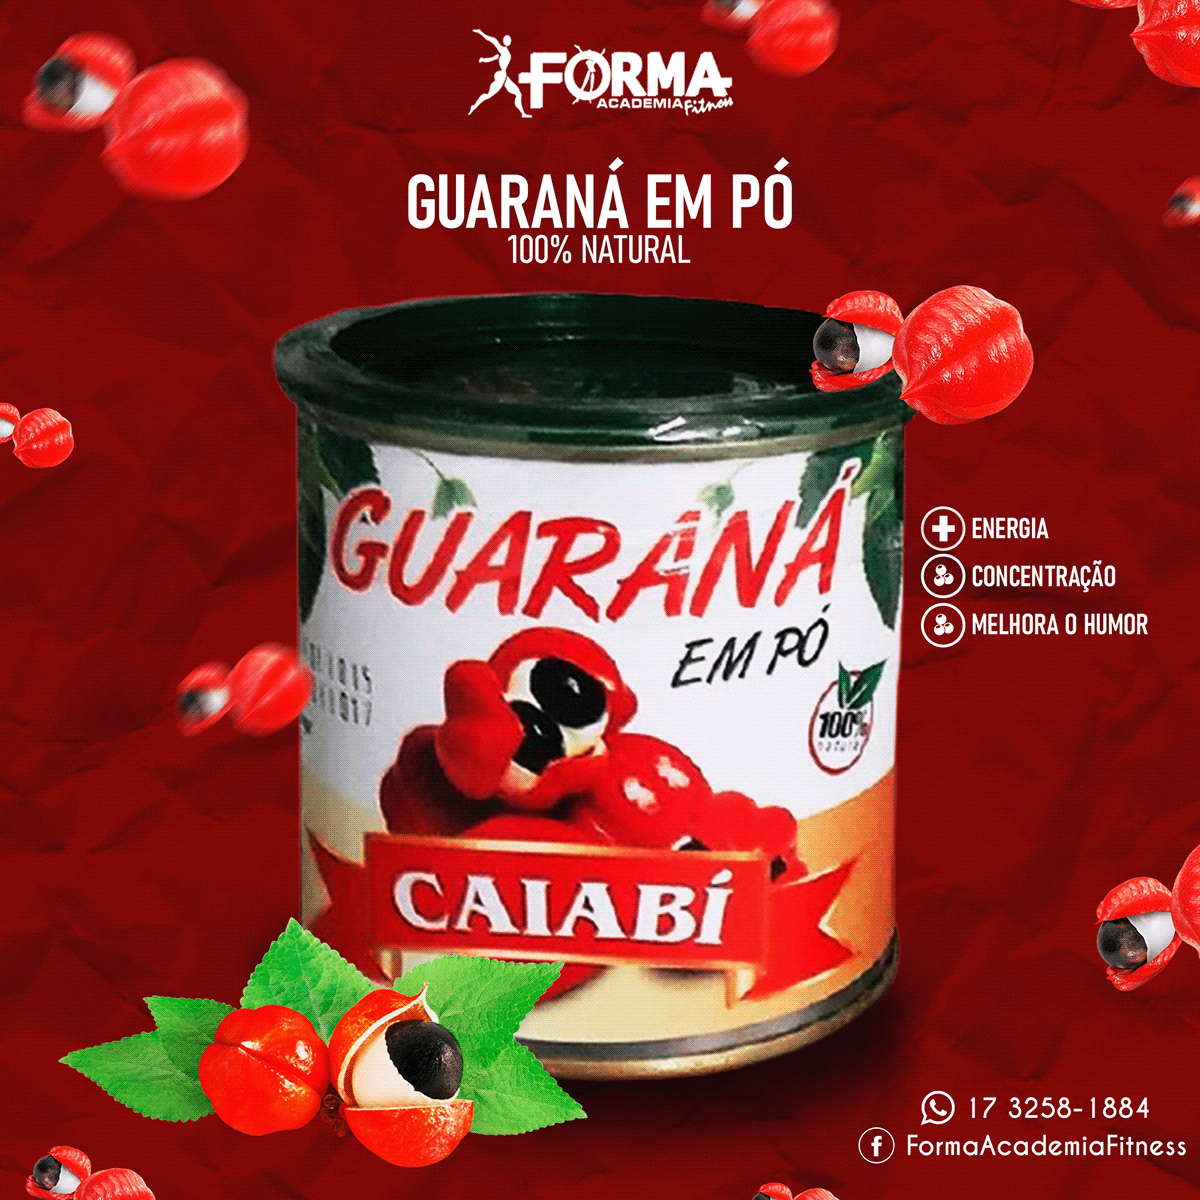 FORMA
ACADEMIA Fitness
GUARANÁ EM PÓ
100% NATURAL
GUARANÁ
EM PÓ
100%
natural
CAIABÍ
ENERGIA
CONCENTRAÇÃO
MELHORA O HUMOR
17 3258-1884
FormaAcademiaFitness